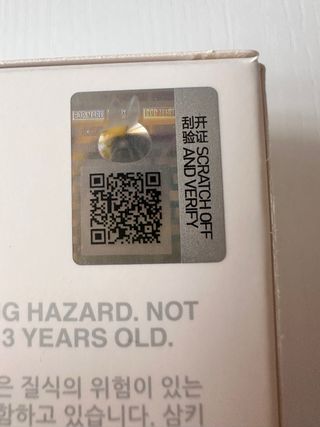 刮开
验证
SCRATCH OFF
AND VERIFY
G HAZARD. NOT
3 YEARS OLD.
은 질식의 위험이 있는
함하고 있습니다. 삼키